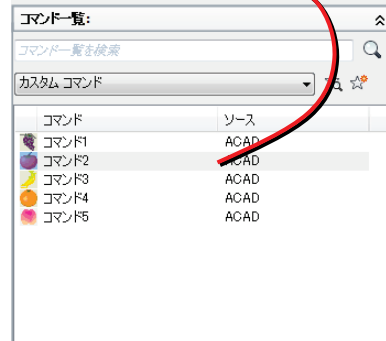 コマンド一覧:
コマンド一覧を検索
カスタム コマンド
コマンド ソース
コマンド1 ACAD
コマンド2 ACAD
コマンド3 ACAD
コマンド4 ACAD
コマンド5 ACAD